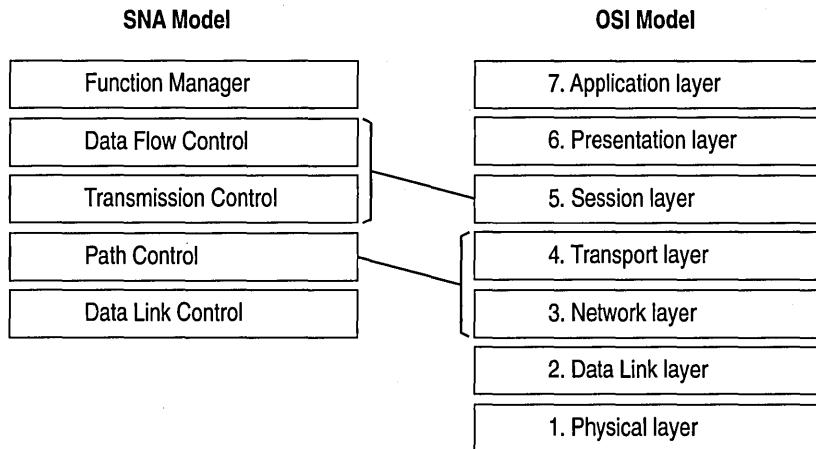 SNA Model
Function Manager
Data Flow Control
Transmission Control
Path Control
Data Link Control
OSI Model
7. Application layer
6. Presentation layer
5. Session layer
4. Transport layer
3. Network layer
2. Data Link layer
1. Physical layer